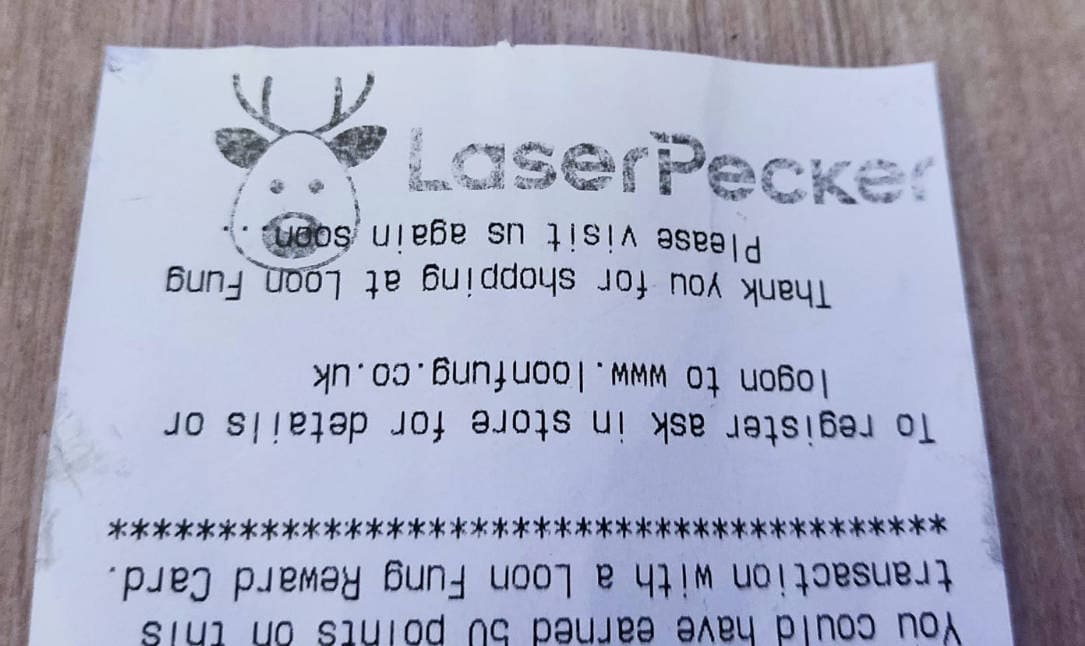 You could have earned 50 points on this
transaction with a Loon Fung Reward Card.
****************************************
To register ask in store for details or
logon to www.loonfung.co.uk
Thank you for shopping at Loon Fung
Please visit us again soon...
LaserPecker